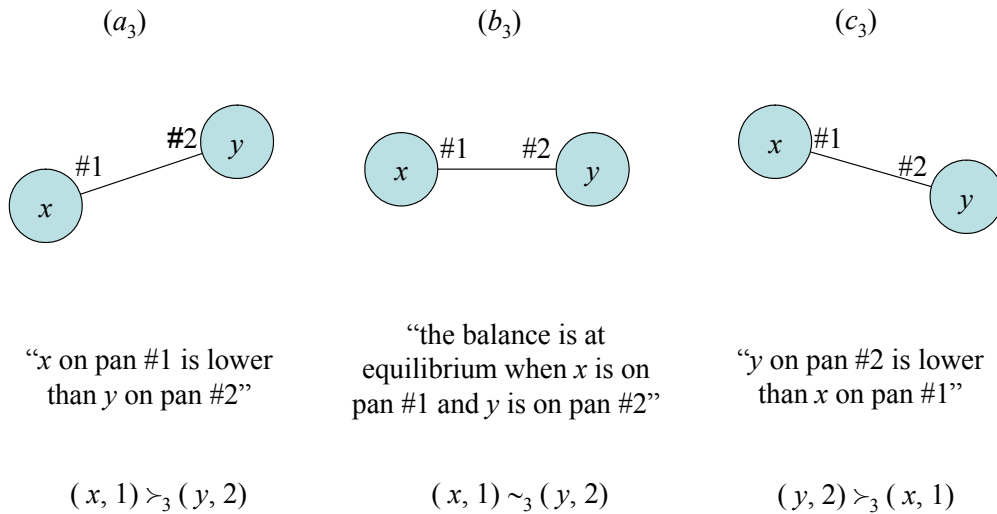 (a₃)
(b₃)
(c₃)
#1
#2
x
y
#1
#2
x
y
#1
#2
x
y
“x on pan #1 is lower
than y on pan #2”
“the balance is at
equilibrium when x is on
pan #1 and y is on pan #2”
“y on pan #2 is lower
than x on pan #1”
( x, 1) ≻₃ ( y, 2)
(x, 1) ~₃ (y, 2)
(y, 2) ≻₃ (x, 1)